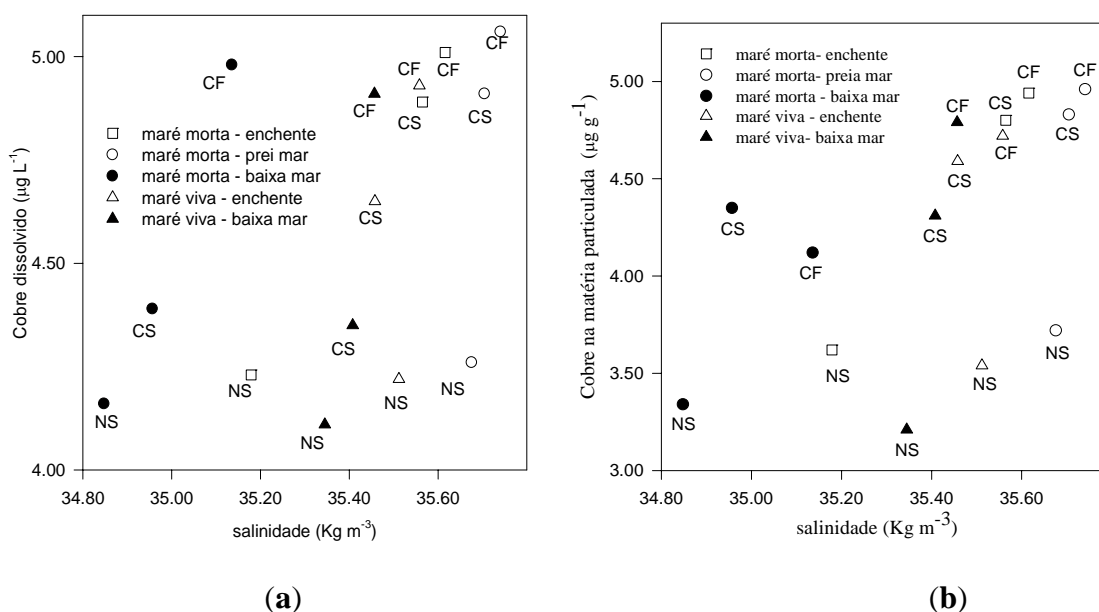 5.00
4.50
4.00
Cobre dissolvido (µg L-1)
CF
CF
CF
CF
CF
CS
CS
CS
CS
CS
NS
NS
NS
NS
NS
maré morta - enchente
maré morta - prei mar
maré morta - baixa mar
maré viva - enchente
maré viva - baixa mar
34.80 35.00 35.20 35.40 35.60
salinidade (Kg m-3)
(a)
5.00
4.50
4.00
3.50
3.00
Cobre na matéria particulada (µg g-1)
maré morta- enchente
maré morta- preia mar
maré morta - baixa mar
maré viva - enchente
maré viva- baixa mar
CF
CF
CF
CS
CS
CF
CS
CS
CS
CF
NS
NS
NS
NS
NS
34.80 35.00 35.20 35.40 35.60
salinidade (Kg m-3)
(b)